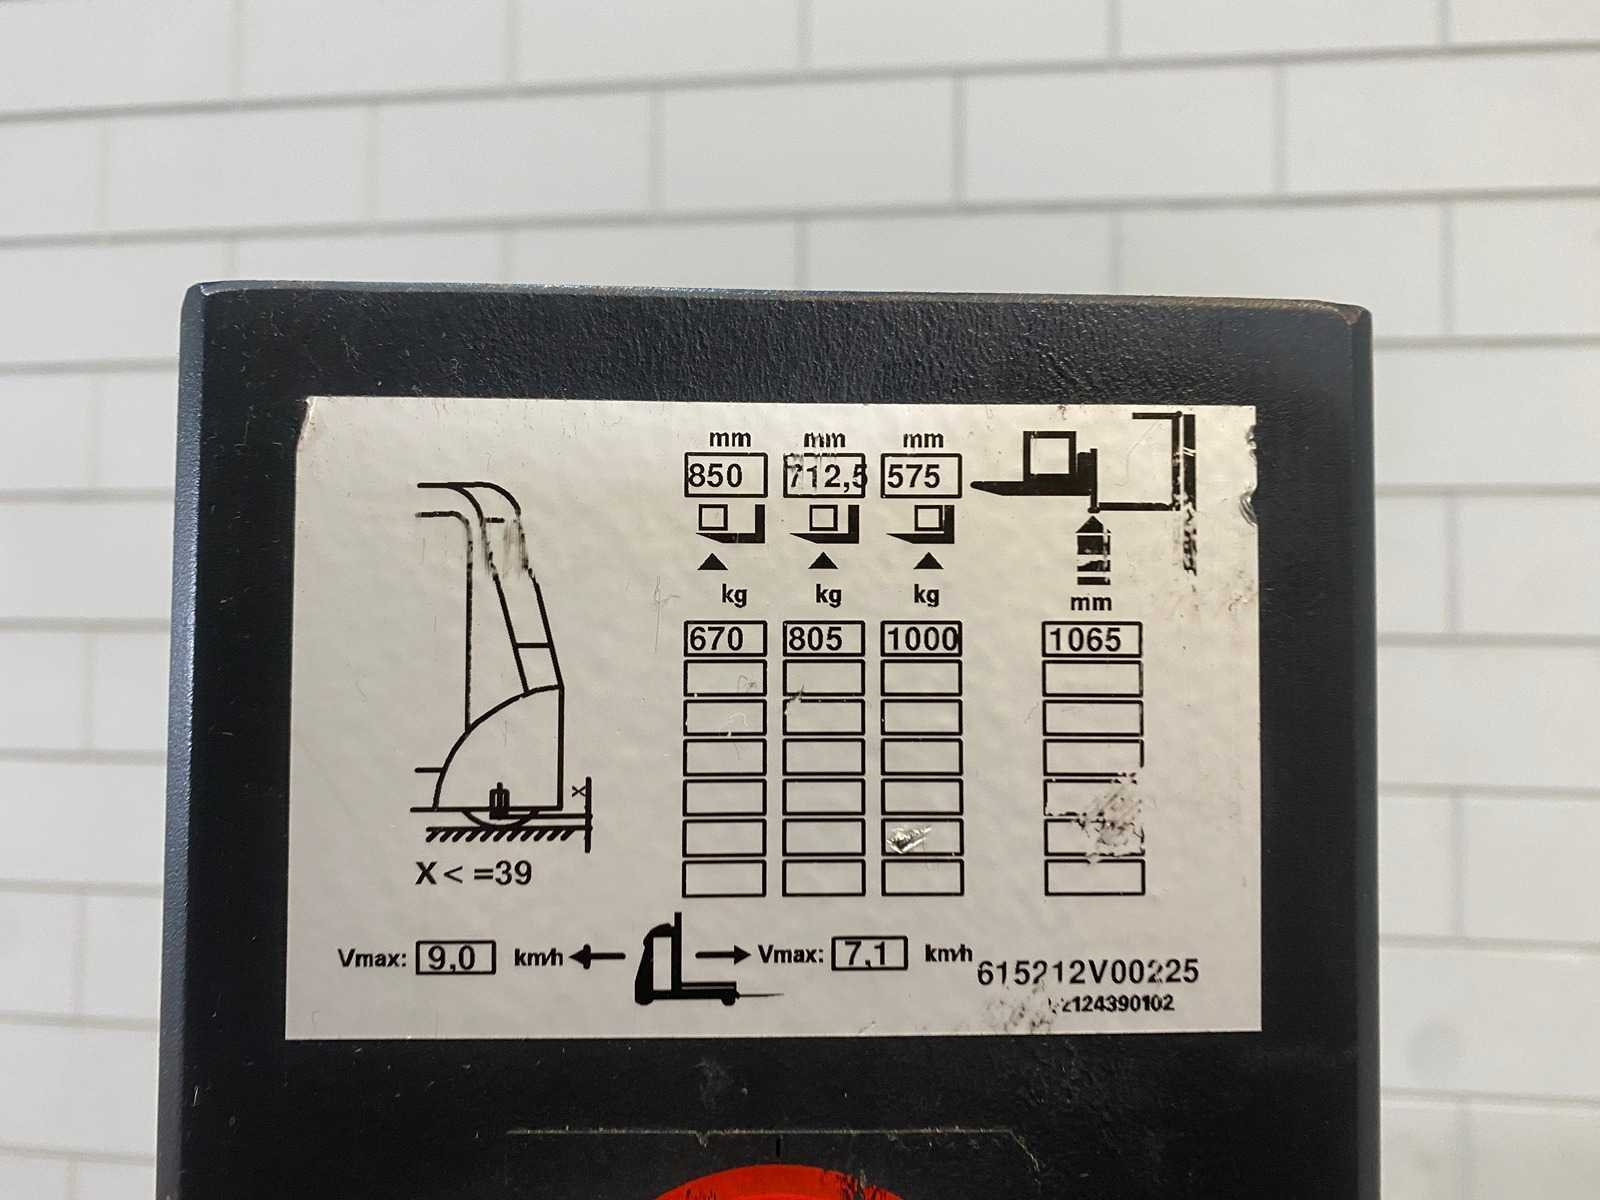 mm mm mm
850 712,5 575
kg kg kg
mm
670 805 1000 1065
x
X < =39
Vmax: 9,0 km/h Vmax: 7,1 km/h
615212V00225
124390102